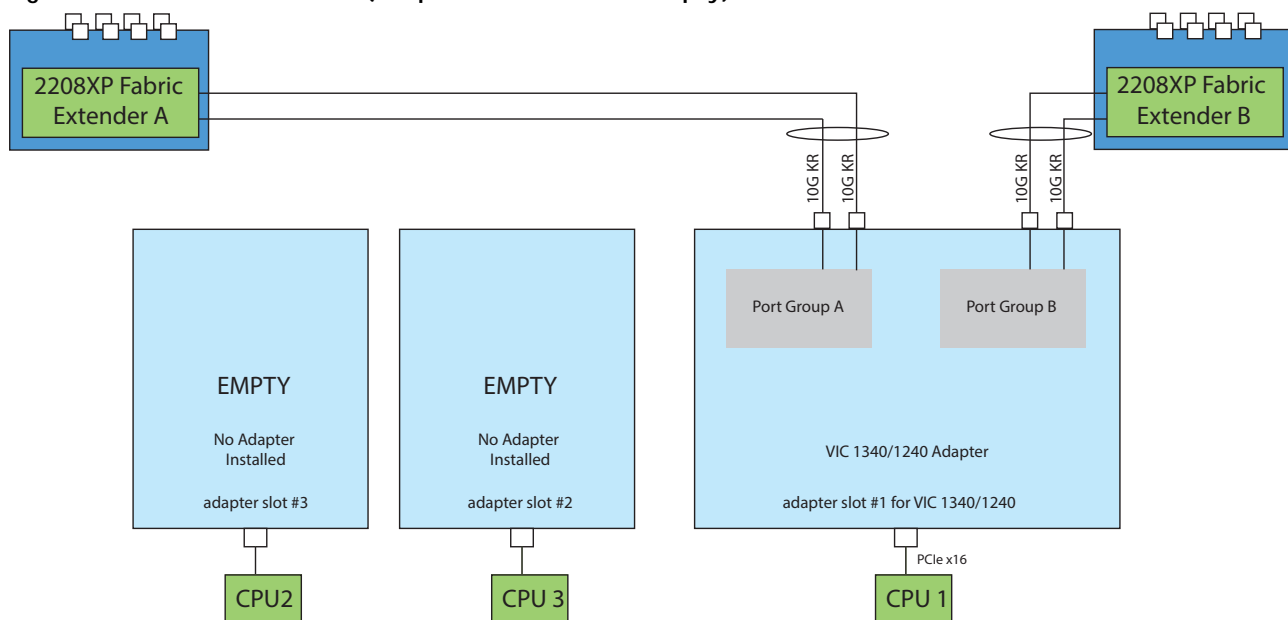 2208XP Fabric
Extender A
2208XP Fabric
Extender B
10G KR
10G KR
10G KR
10G KR
Port Group A
Port Group B
EMPTY
No Adapter
Installed
adapter slot #3
EMPTY
No Adapter
Installed
adapter slot #2
VIC 1340/1240 Adapter
adapter slot #1 for VIC 1340/1240
PCIe x16
CPU2
CPU 3
CPU 1